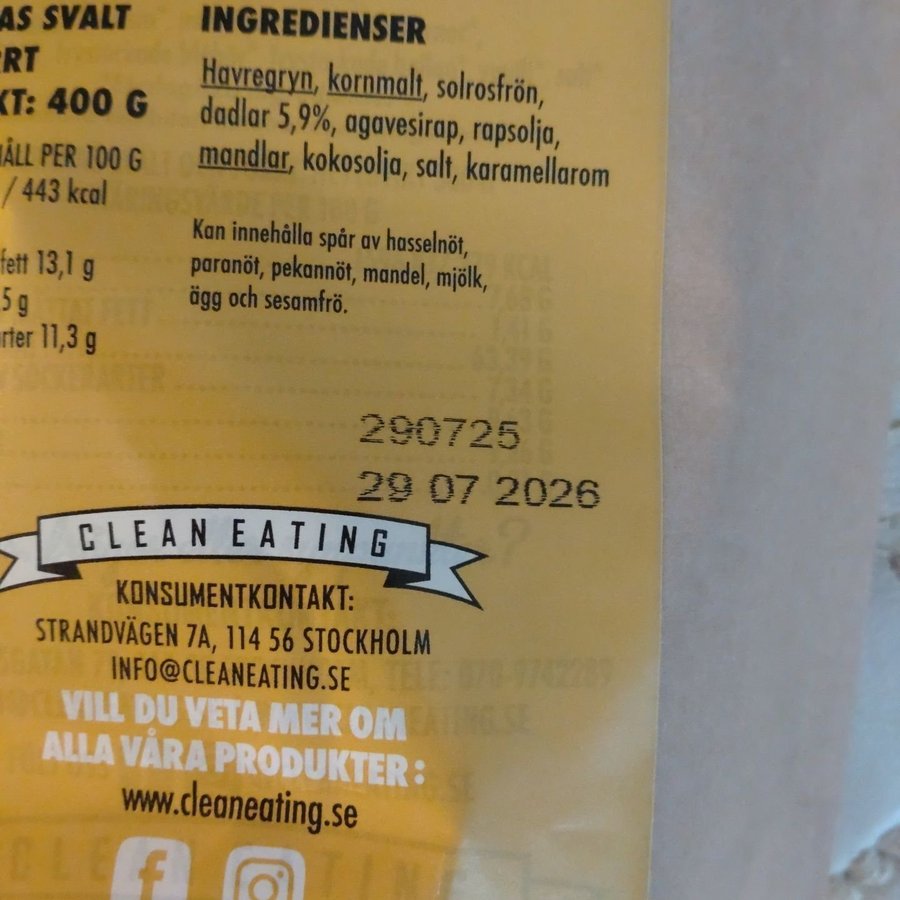 AS SVALT
RT
KT: 400 G
ÅLL PER 100 G
/ 443 kcal
fett 13,1 g
5 g
rter 11,3 g
INGREDIENSER
Havregryn, kornmalt, solrosfrön,
dadlar 5,9%, agavesirap, rapsolja,
mandlar, kokosolja, salt, karamellarom
Kan innehålla spår av hasselnöt,
paranöt, pekannöt, mandel, mjölk,
ägg och sesamfrö.
290725
29 07 2026
CLEAN EATING
KONSUMENTKONTAKT:
STRANDVÄGEN 7A, 114 56 STOCKHOLM
INFO@CLEANEATING.SE
VILL DU VETA MER OM
ALLA VÅRA PRODUKTER:
www.cleaneating.se